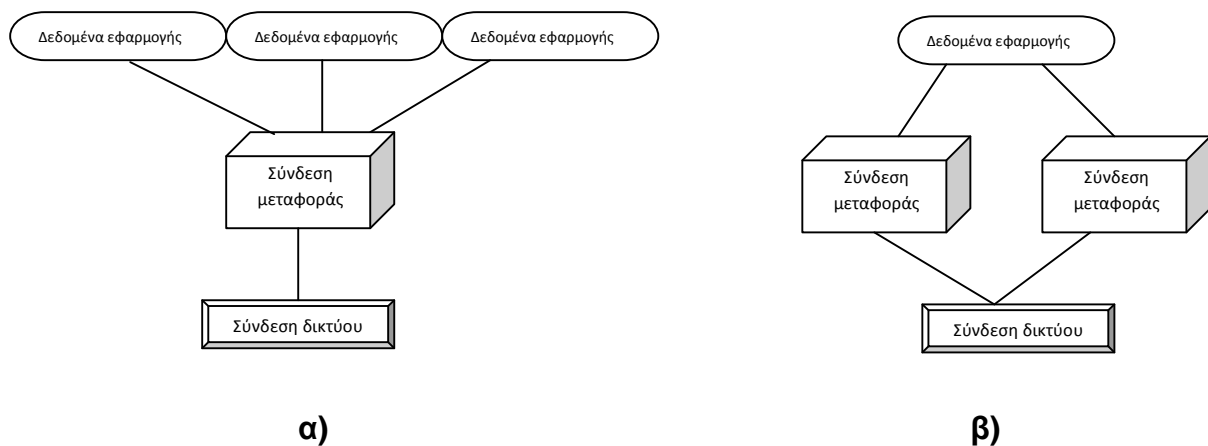 Δεδομένα εφαρμογής
Δεδομένα εφαρμογής
Δεδομένα εφαρμογής
Σύνδεση
μεταφοράς
Σύνδεση δικτύου
α)
Δεδομένα εφαρμογής
Σύνδεση
μεταφοράς
Σύνδεση
μεταφοράς
Σύνδεση δικτύου
β)